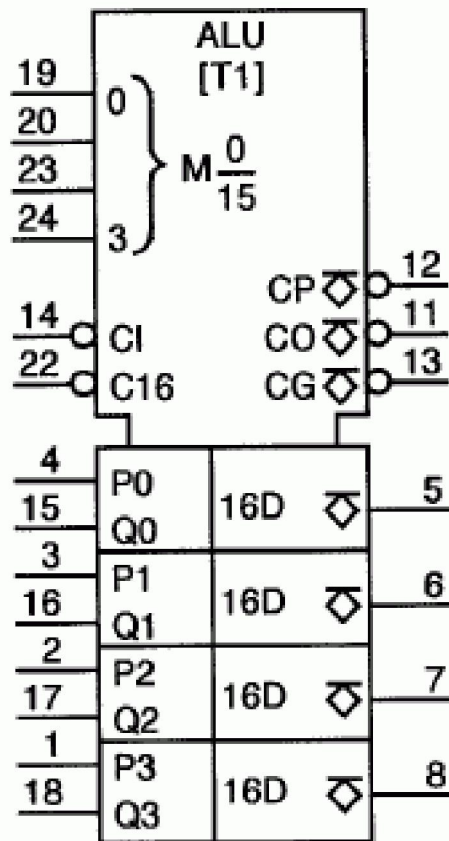 ALU
[T1]
19 0
20
23 M 0/15
24 3
CP 12
14 CI CO 11
22 C16 CG 13
4 P0 16D 5
15 Q0
3 P1 16D 6
16 Q1
2 P2 16D 7
17 Q2
1 P3 16D 8
18 Q3